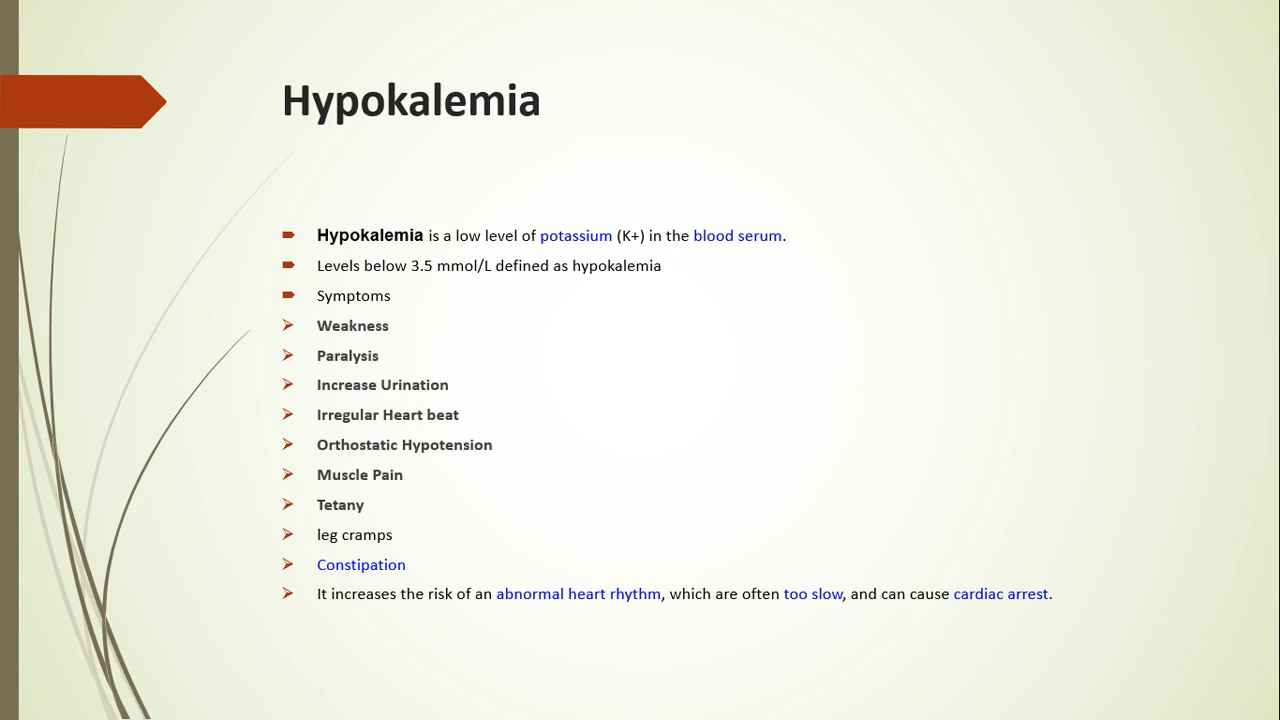 Hypokalemia
Hypokalemia is a low level of potassium (K+) in the blood serum.
Levels below 3.5 mmol/L defined as hypokalemia
Symptoms
Weakness
Paralysis
Increase Urination
Irregular Heart beat
Orthostatic Hypotension
Muscle Pain
Tetany
leg cramps
Constipation
It increases the risk of an abnormal heart rhythm, which are often too slow, and can cause cardiac arrest.